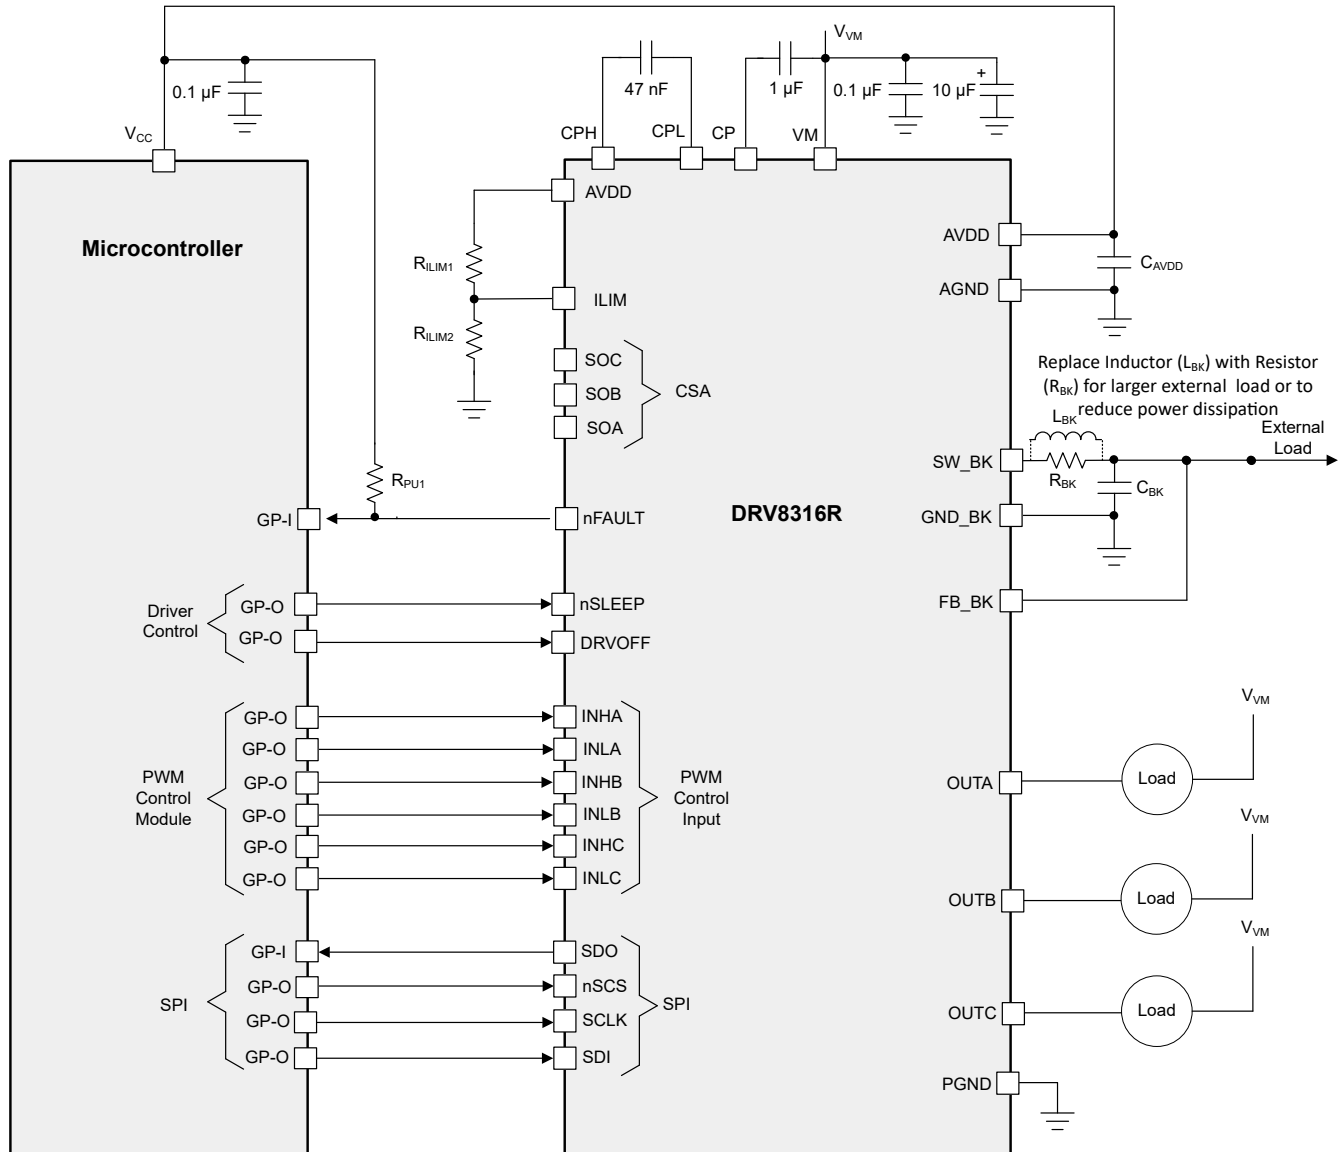 V_VM
0.1 µF
47 nF
1 µF
0.1 µF
+
10 µF
V_CC
CPH
CPL
CP
VM
Microcontroller
AVDD
R_ILIM1
ILIM
R_ILIM2
SOC
SOB
SOA
CSA
AVDD
C_AVDD
AGND
Replace Inductor (L_BK) with Resistor
(R_BK) for larger external load or to
reduce power dissipation
L_BK
External
Load
SW_BK
R_BK
C_BK
R_PU1
GP-I
nFAULT
DRV8316R
GND_BK
Driver
Control
GP-O
GP-O
nSLEEP
DRVOFF
FB_BK
PWM
Control
Module
GP-O
GP-O
GP-O
GP-O
GP-O
GP-O
INHA
INLA
INHB
INLB
INHC
INLC
PWM
Control
Input
V_VM
OUTA
Load
V_VM
OUTB
Load
V_VM
OUTC
Load
SPI
GP-I
GP-O
GP-O
GP-O
SDO
nSCS
SCLK
SDI
SPI
PGND